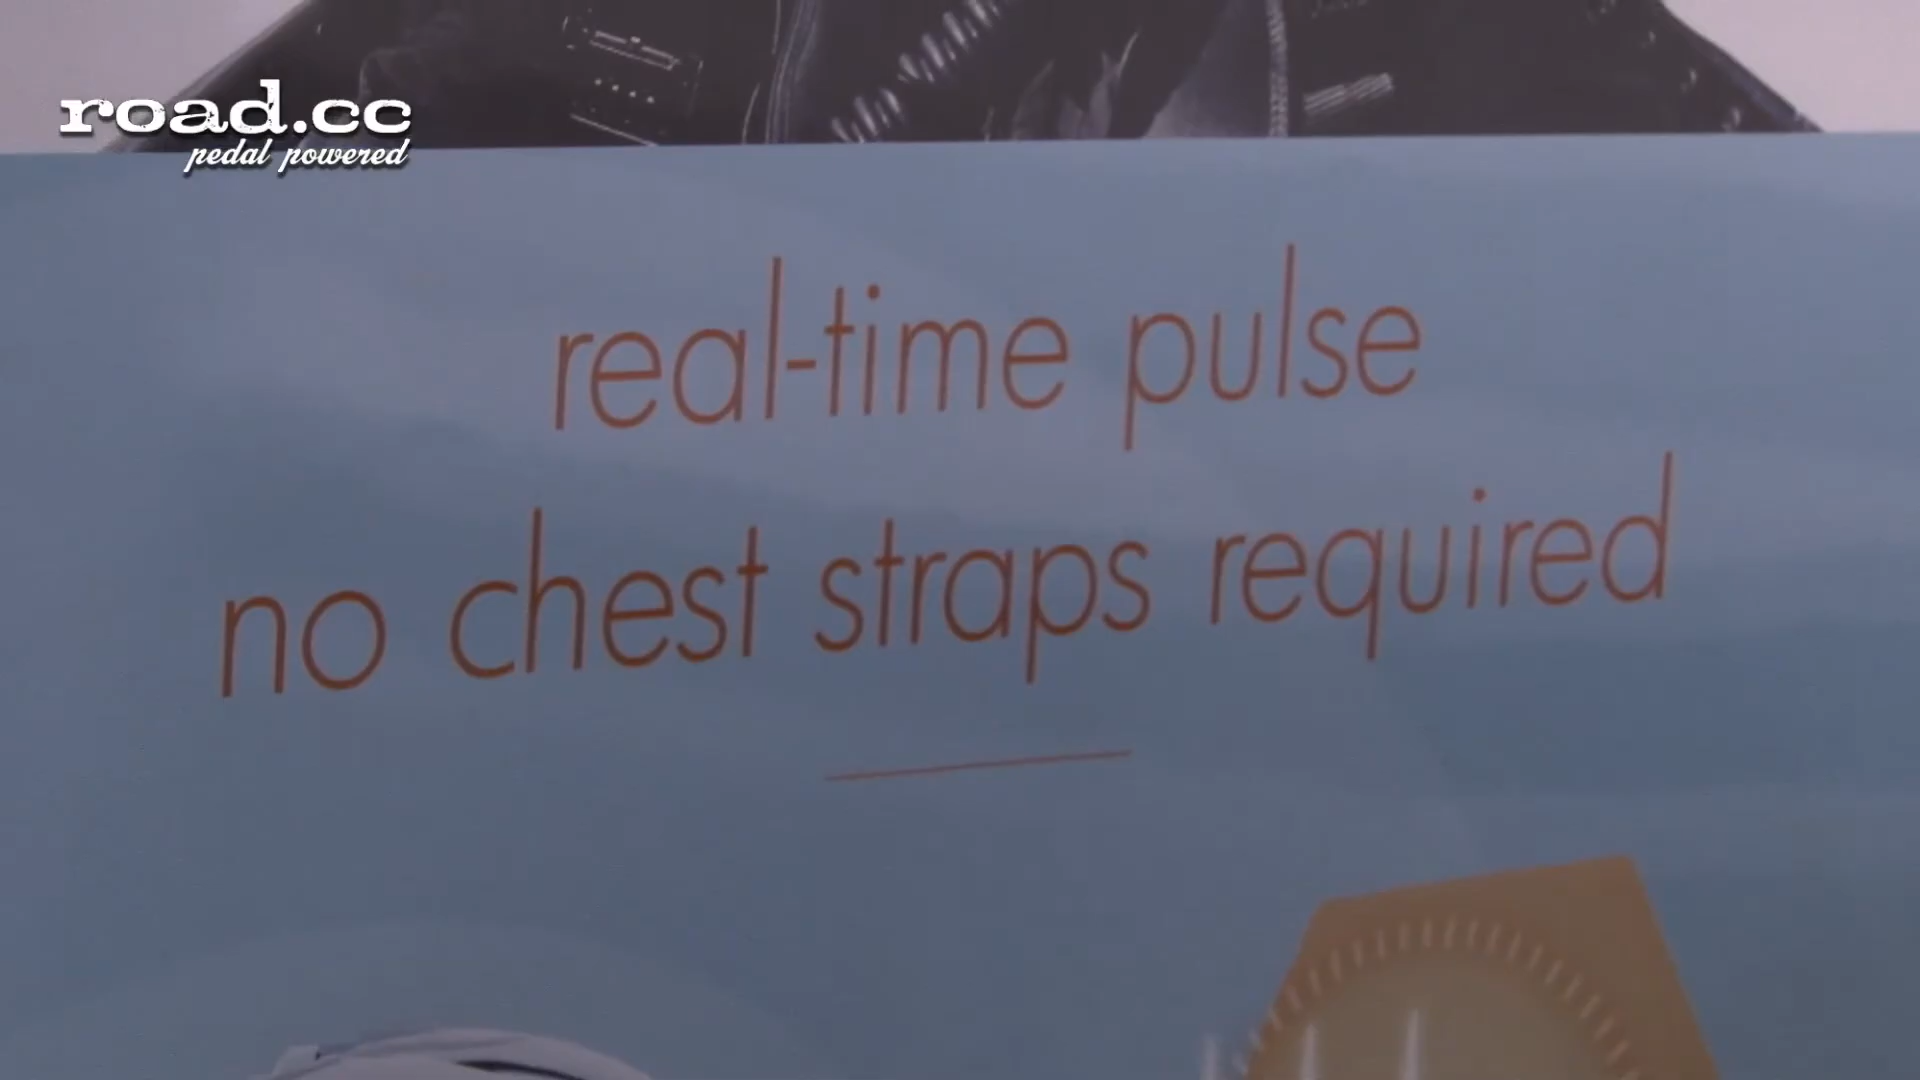 road.cc
pedal powered
real-time pulse
no chest straps required